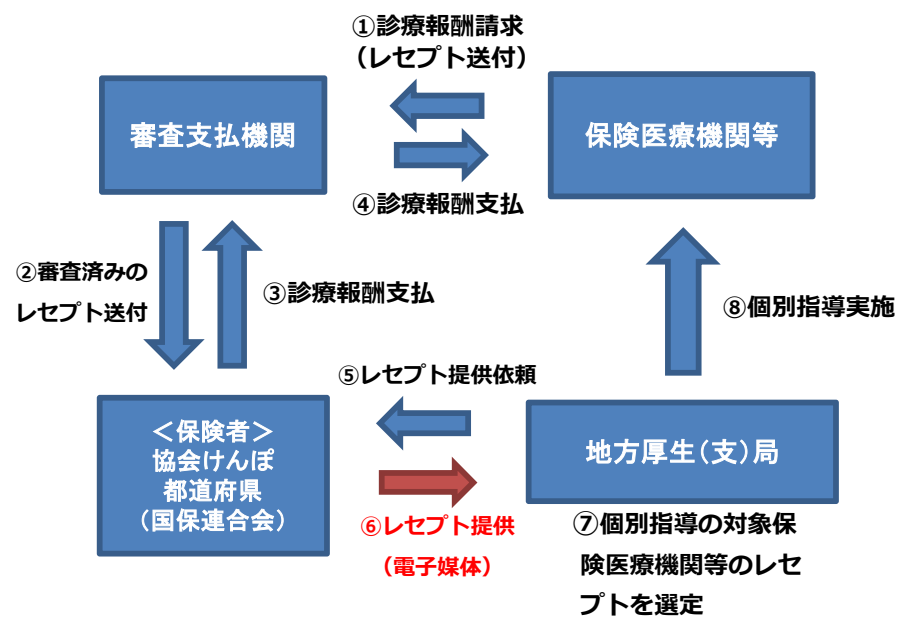 ①診療報酬請求
（レセプト送付）
審査支払機関
保険医療機関等
④診療報酬支払
②審査済みの
レセプト送付
③診療報酬支払
⑧個別指導実施
⑤レセプト提供依頼
＜保険者＞
協会けんぽ
都道府県
（国保連合会）
地方厚生（支）局
⑥レセプト提供
（電子媒体）
⑦個別指導の対象保
険医療機関等のレセ
プトを選定